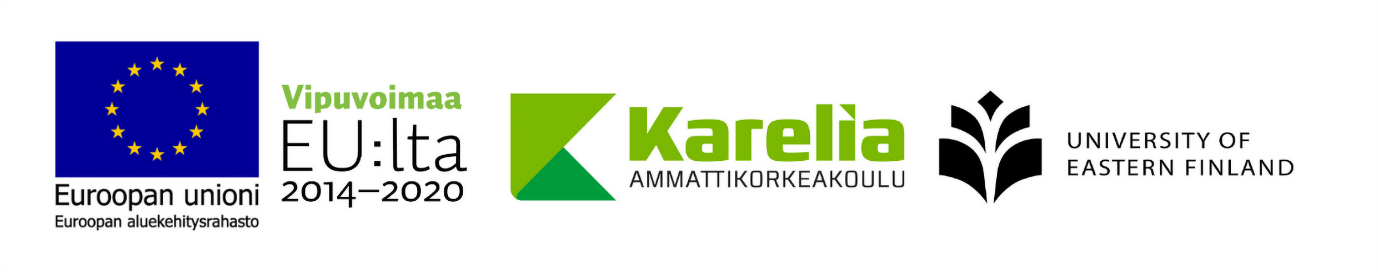 Euroopan unioni
Euroopan aluekehitysrahasto
Vipuvoimaa
EU:lta
2014–2020
Karelia
AMMATTIKORKEAKOULU
UNIVERSITY OF
EASTERN FINLAND